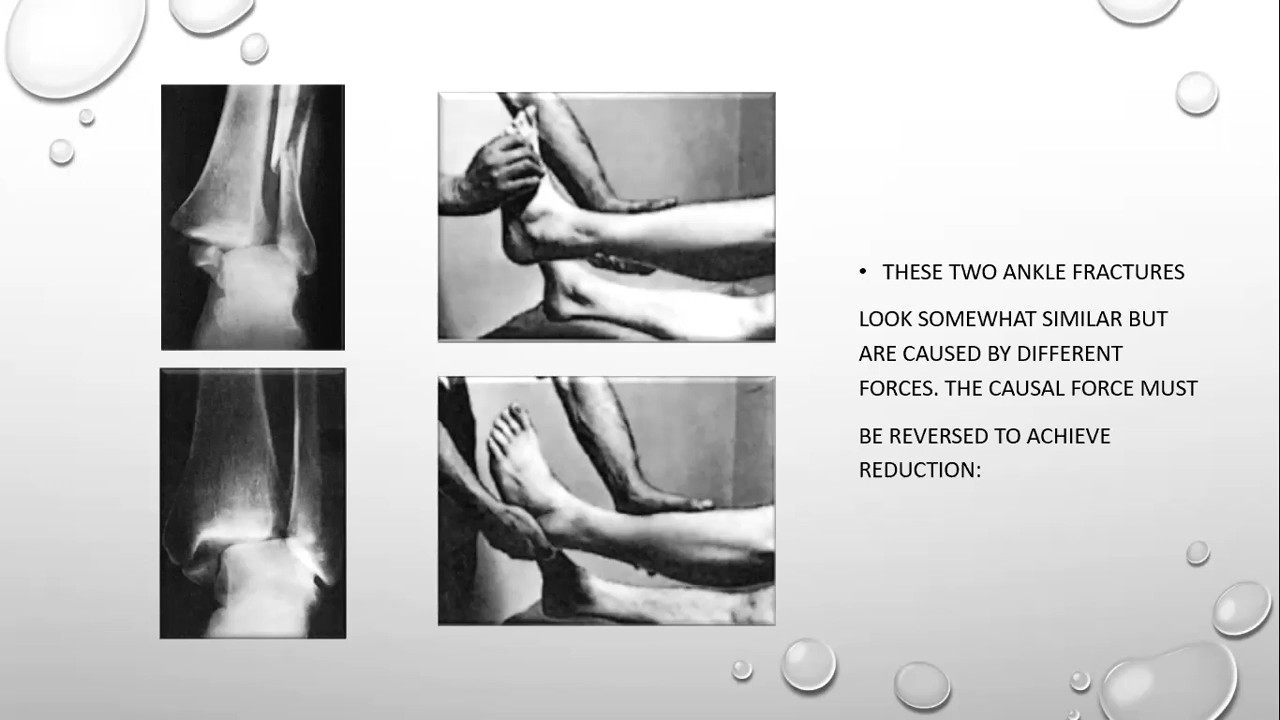 • THESE TWO ANKLE FRACTURES
LOOK SOMEWHAT SIMILAR BUT
ARE CAUSED BY DIFFERENT
FORCES. THE CAUSAL FORCE MUST
BE REVERSED TO ACHIEVE
REDUCTION: